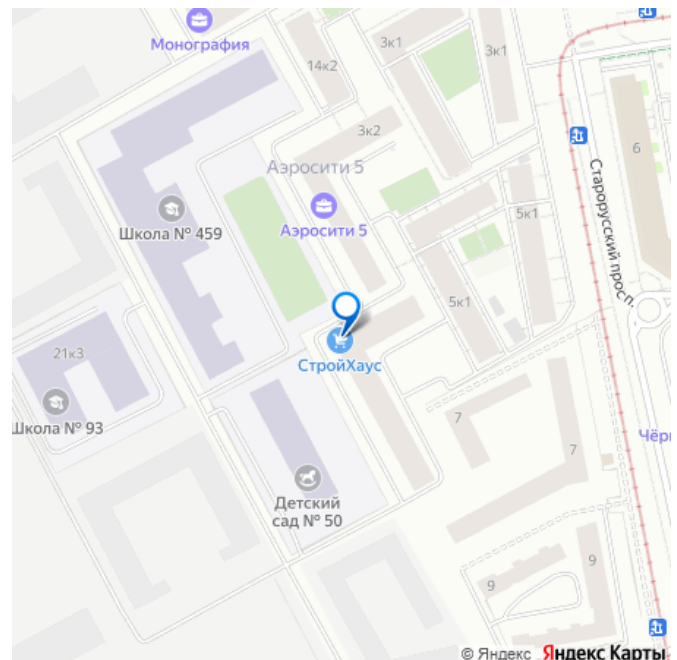 Монография
3к1
14к2
3к1
3к2
6
Аэросити 5
Старорусский просп.
Школа № 459
Аэросити 5
5к1
5к1
СтройХаус
21к3
Школа № 93
7
7
Чёр
Детский
сад № 50
9
9
© Яндекс Яндекс Карты